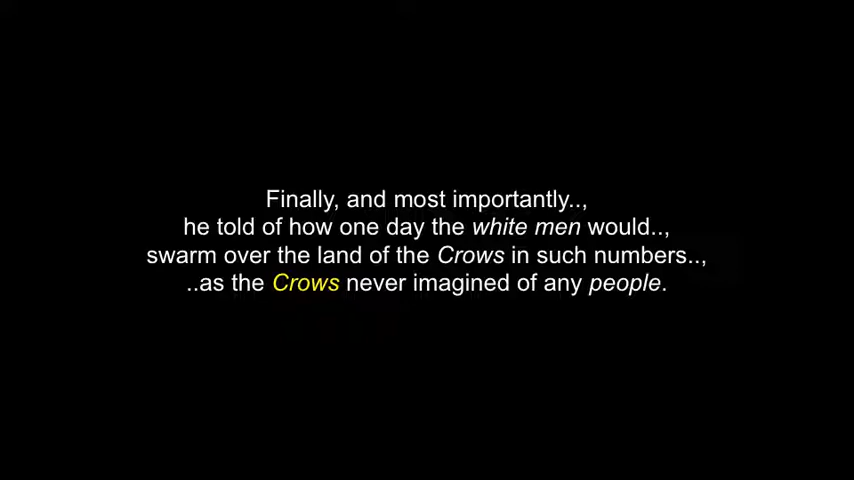 Finally, and most importantly..,
he told of how one day the white men would..,
swarm over the land of the Crows in such numbers..,
..as the Crows never imagined of any people.